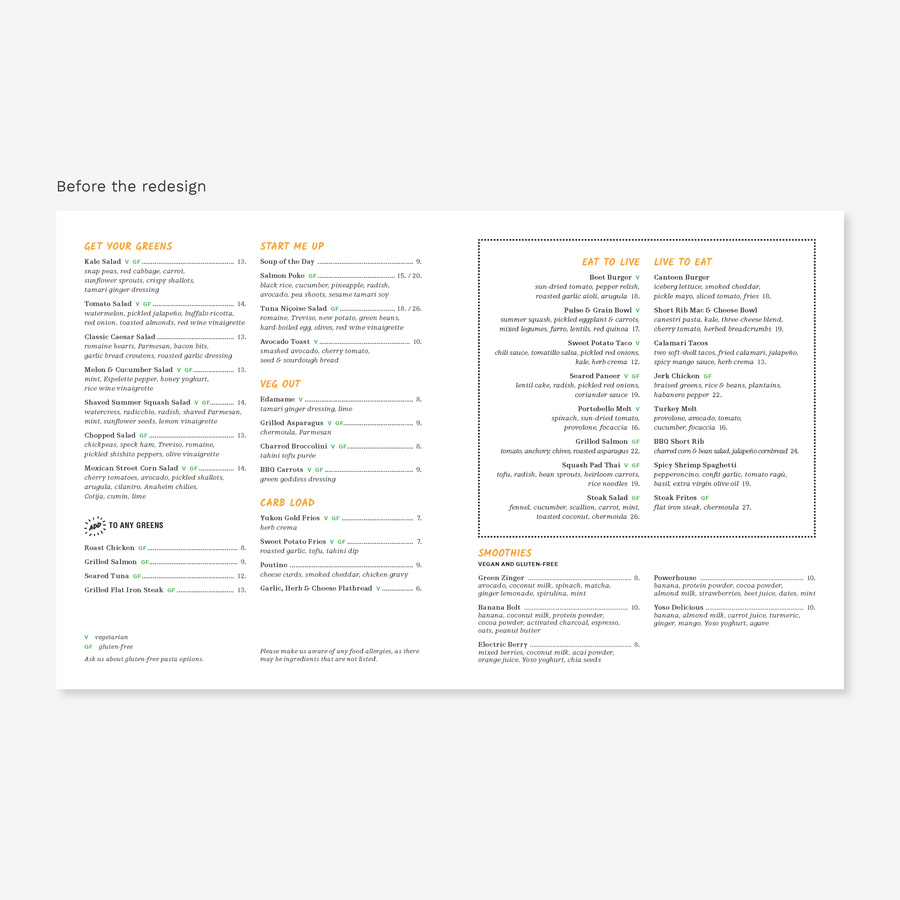 Before the redesign
GET YOUR GREENS
Kale Salad V GF 13.
snap peas, red cabbage, carrot,
sunflower sprouts, crispy shallots,
tamari ginger dressing
Tomato Salad V GF 14.
watermelon, pickled jalapeño, buffalo ricotta,
red onion, toasted almonds, red wine vinaigrette
Classic Caesar Salad 13.
romaine hearts, Parmesan, bacon bits,
garlic bread croutons, roasted garlic dressing
Melon & Cucumber Salad V GF 13.
mint, Espelette pepper, honey yoghurt,
rice wine vinaigrette
Shaved Summer Squash Salad V GF 14.
watercress, radicchio, radish, shaved Parmesan,
mint, sunflower seeds, lemon vinaigrette
Chopped Salad GF 13.
chickpeas, speck ham, Treviso, romaine,
pickled shishito peppers, olive vinaigrette
Mexican Street Corn Salad V GF 14.
cherry tomatoes, avocado, pickled shallots,
arugula, cilantro, Anaheim chilies,
Cotija, cumin, lime
ADD TO ANY GREENS
Roast Chicken GF 8.
Grilled Salmon GF 9.
Seared Tuna GF 12.
Grilled Flat Iron Steak GF 13.
V vegetarian
GF gluten-free
Ask us about gluten-free pasta options.
START ME UP
Soup of the Day 9.
Salmon Poke GF 15. / 20.
black rice, cucumber, pineapple, radish,
avocado, pea shoots, sesame tamari soy
Tuna Niçoise Salad GF 18. / 26.
romaine, Treviso, new potato, green beans,
hard-boiled egg, olives, red wine vinaigrette
Avocado Toast V 10.
smashed avocado, cherry tomato,
seed & sourdough bread
VEG OUT
Edamame V 8.
tamari ginger dressing, lime
Grilled Asparagus V GF 9.
chermoula, Parmesan
Charred Broccolini V GF 8.
tahini tofu purée
BBQ Carrots V GF 9.
green goddess dressing
CARB LOAD
Yukon Gold Fries V GF 7.
herb crema
Sweet Potato Fries V GF 7.
roasted garlic, tofu, tahini dip
Poutine 9.
cheese curds, smoked cheddar, chicken gravy
Garlic, Herb & Cheese Flatbread V 6.
Please make us aware of any food allergies, as there
may be ingredients that are not listed.
EAT TO LIVE
Beet Burger V
sun-dried tomato, pepper relish,
roasted garlic aioli, arugula 18.
Pulse & Grain Bowl V
summer squash, pickled eggplant & carrots,
mixed legumes, farro, lentils, red quinoa 17.
Sweet Potato Taco V
chili sauce, tomatillo salsa, pickled red onions,
kale, herb crema 12.
Seared Paneer V GF
lentil cake, radish, pickled red onions,
coriander sauce 19.
Portobello Melt V
spinach, sun-dried tomato,
provolone, focaccia 16.
Grilled Salmon GF
tomato, anchovy, chives, roasted asparagus 22.
Squash Pad Thai V GF
tofu, radish, bean sprouts, heirloom carrots,
rice noodles 19.
Steak Salad GF
fennel, cucumber, scallion, carrot, mint,
toasted coconut, chermoula 26.
LIVE TO EAT
Canteen Burger
iceberg lettuce, smoked cheddar,
pickle mayo, sliced tomato, fries 18.
Short Rib Mac & Cheese Bowl
canestri pasta, kale, three-cheese blend,
cherry tomato, herbed breadcrumbs 19.
Calamari Tacos
two soft-shell tacos, fried calamari, jalapeño,
spicy mango sauce, herb crema 13.
Jerk Chicken GF
braised greens, rice & beans, plantains,
habanero pepper 22.
Turkey Melt
provolone, avocado, tomato,
cucumber, focaccia 16.
BBQ Short Rib
charred corn & bean salad, jalapeño cornbread 24.
Spicy Shrimp Spaghetti
pepperoncino, confit garlic, tomato ragù,
basil, extra virgin olive oil 19.
Steak Frites GF
flat iron steak, chermoula 27.
SMOOTHIES
VEGAN AND GLUTEN-FREE
Green Zinger 8.
avocado, coconut milk, spinach, matcha,
ginger lemonade, spirulina, mint
Banana Bolt 10.
banana, coconut milk, protein powder,
cocoa powder, activated charcoal, espresso,
oats, peanut butter
Electric Berry 8.
mixed berries, coconut milk, acai powder,
orange juice, Yoso yoghurt, chia seeds
Powerhouse 10.
banana, protein powder, cocoa powder,
almond milk, strawberries, beet juice, dates, mint
Yoso Delicious 10.
banana, almond milk, carrot juice, turmeric,
ginger, mango, Yoso yoghurt, agave